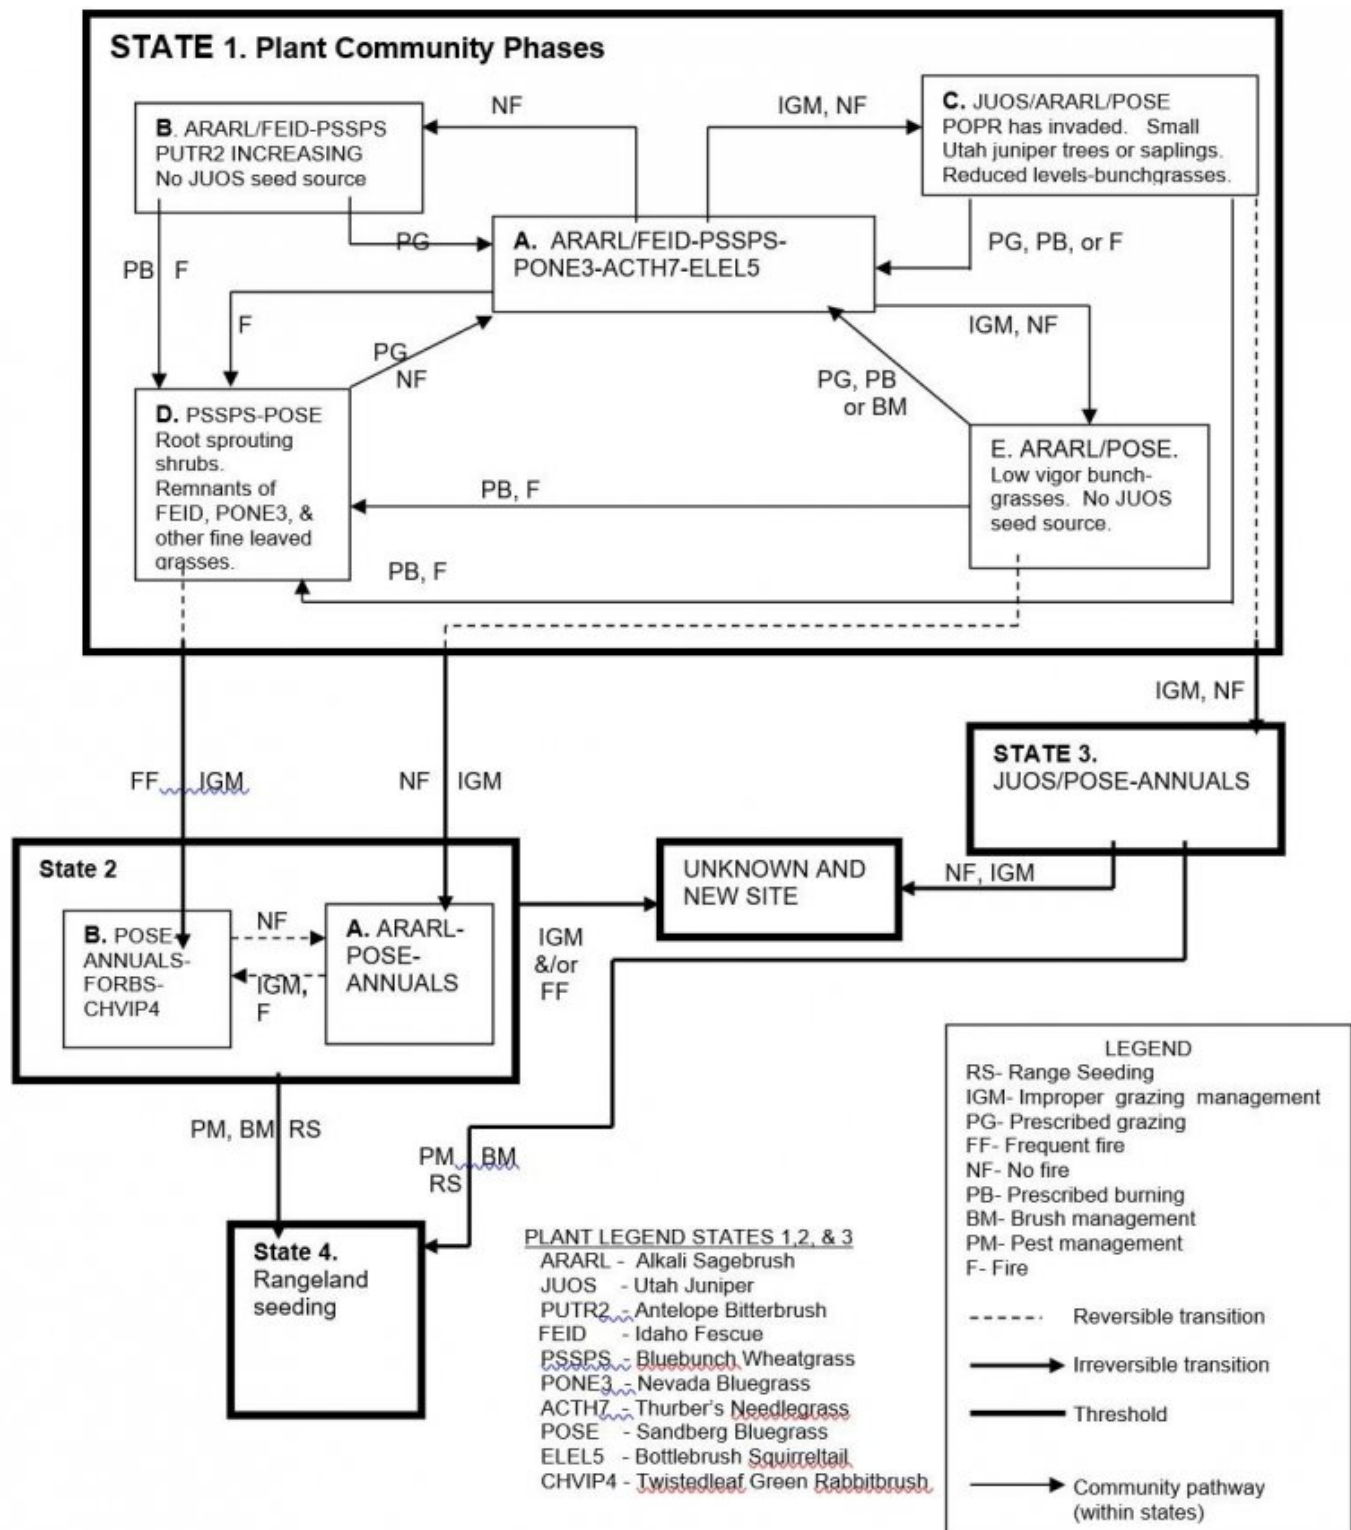 STATE 1. Plant Community Phases
NF
IGM, NF
B. ARARL/FEID-PSSPS
PUTR2 INCREASING
No JUOS seed source
C. JUOS/ARARL/POSE
POPR has invaded. Small
Utah juniper trees or saplings.
Reduced levels-bunchgrasses.
PG
A. ARARL/FEID-PSSPS-
PONE3-ACTH7-ELEL5
PG, PB, or F
PB F
F
IGM, NF
PG
NF
PG, PB
or BM
D. PSSPS-POSE
Root sprouting
shrubs.
Remnants of
FEID, PONE3, &
other fine leaved
grasses.
E. ARARL/POSE.
Low vigor bunch-
grasses. No JUOS
seed source.
PB, F
PB, F
IGM, NF
FF IGM
NF IGM
STATE 3.
JUOS/POSE-ANNUALS
State 2
B. POSE
ANNUALS-
FORBS-
CHVIP4
NF
IGM,
F
A. ARARL-
POSE-
ANNUALS
UNKNOWN AND
NEW SITE
NF, IGM
IGM
&/or
FF
PM, BM RS
PM BM
RS
State 4.
Rangeland
seeding
PLANT LEGEND STATES 1,2, & 3
ARARL - Alkali Sagebrush
JUOS - Utah Juniper
PUTR2 - Antelope Bitterbrush
FEID - Idaho Fescue
PSSPS - Bluebunch Wheatgrass
PONE3 - Nevada Bluegrass
ACTH7 - Thurber's Needlegrass
POSE - Sandberg Bluegrass
ELEL5 - Bottlebrush Squirreltail
CHVIP4 - Twistedleaf Green Rabbitbrush
LEGEND
RS- Range Seeding
IGM- Improper grazing management
PG- Prescribed grazing
FF- Frequent fire
NF- No fire
PB- Prescribed burning
BM- Brush management
PM- Pest management
F- Fire
Reversible transition
Irreversible transition
Threshold
Community pathway
(within states)